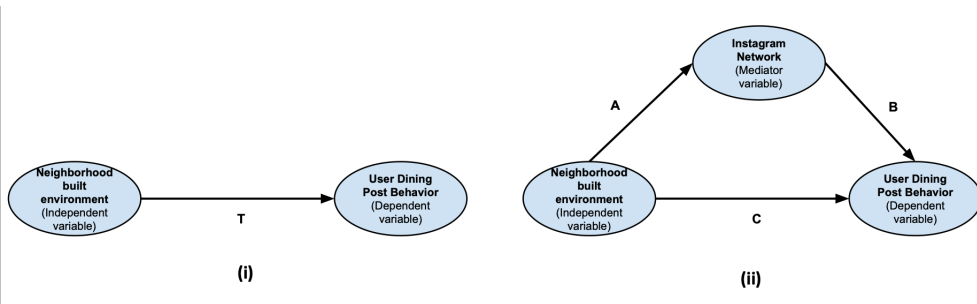 Neighborhood
built
environment
(Independent
variable)
T
User Dining
Post Behavior
(Dependent
variable)
(i)
Instagram
Network
(Mediator
variable)
A
B
Neighborhood
built
environment
(Independent
variable)
C
User Dining
Post Behavior
(Dependent
variable)
(ii)